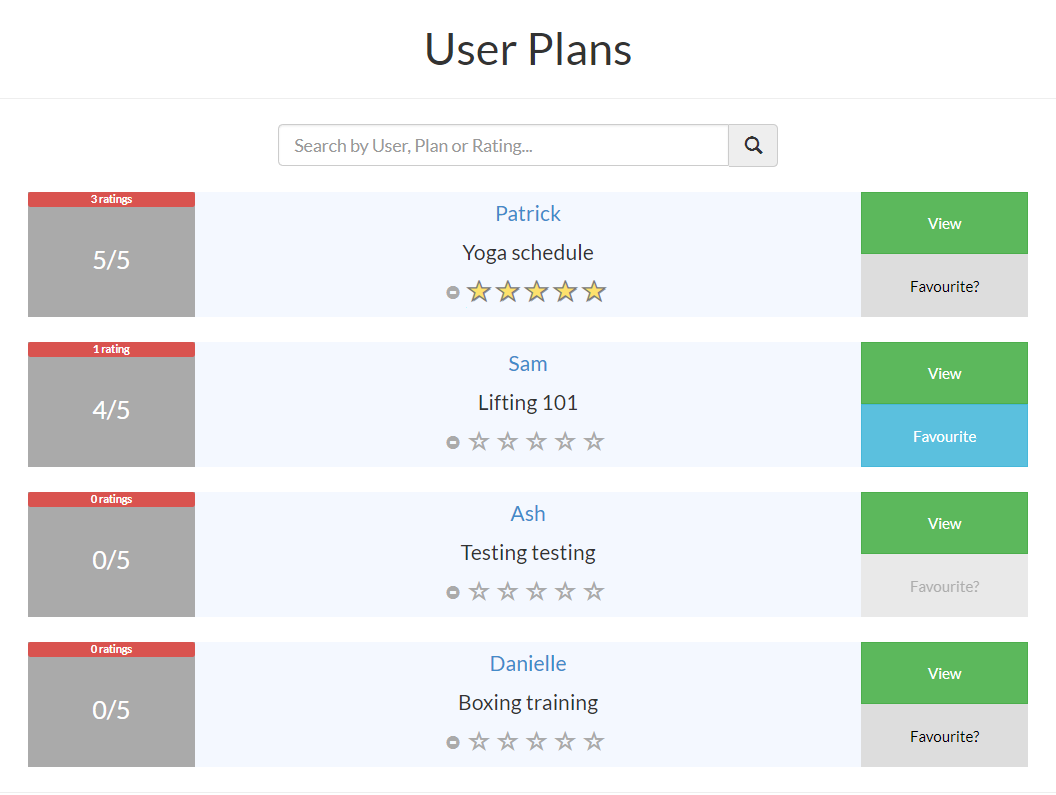 User Plans
Search by User, Plan or Rating...
3 ratings
5/5
Patrick
Yoga schedule
View
Favourite?
1 rating
4/5
Sam
Lifting 101
View
Favourite
0 ratings
0/5
Ash
Testing testing
View
Favourite?
0 ratings
0/5
Danielle
Boxing training
View
Favourite?